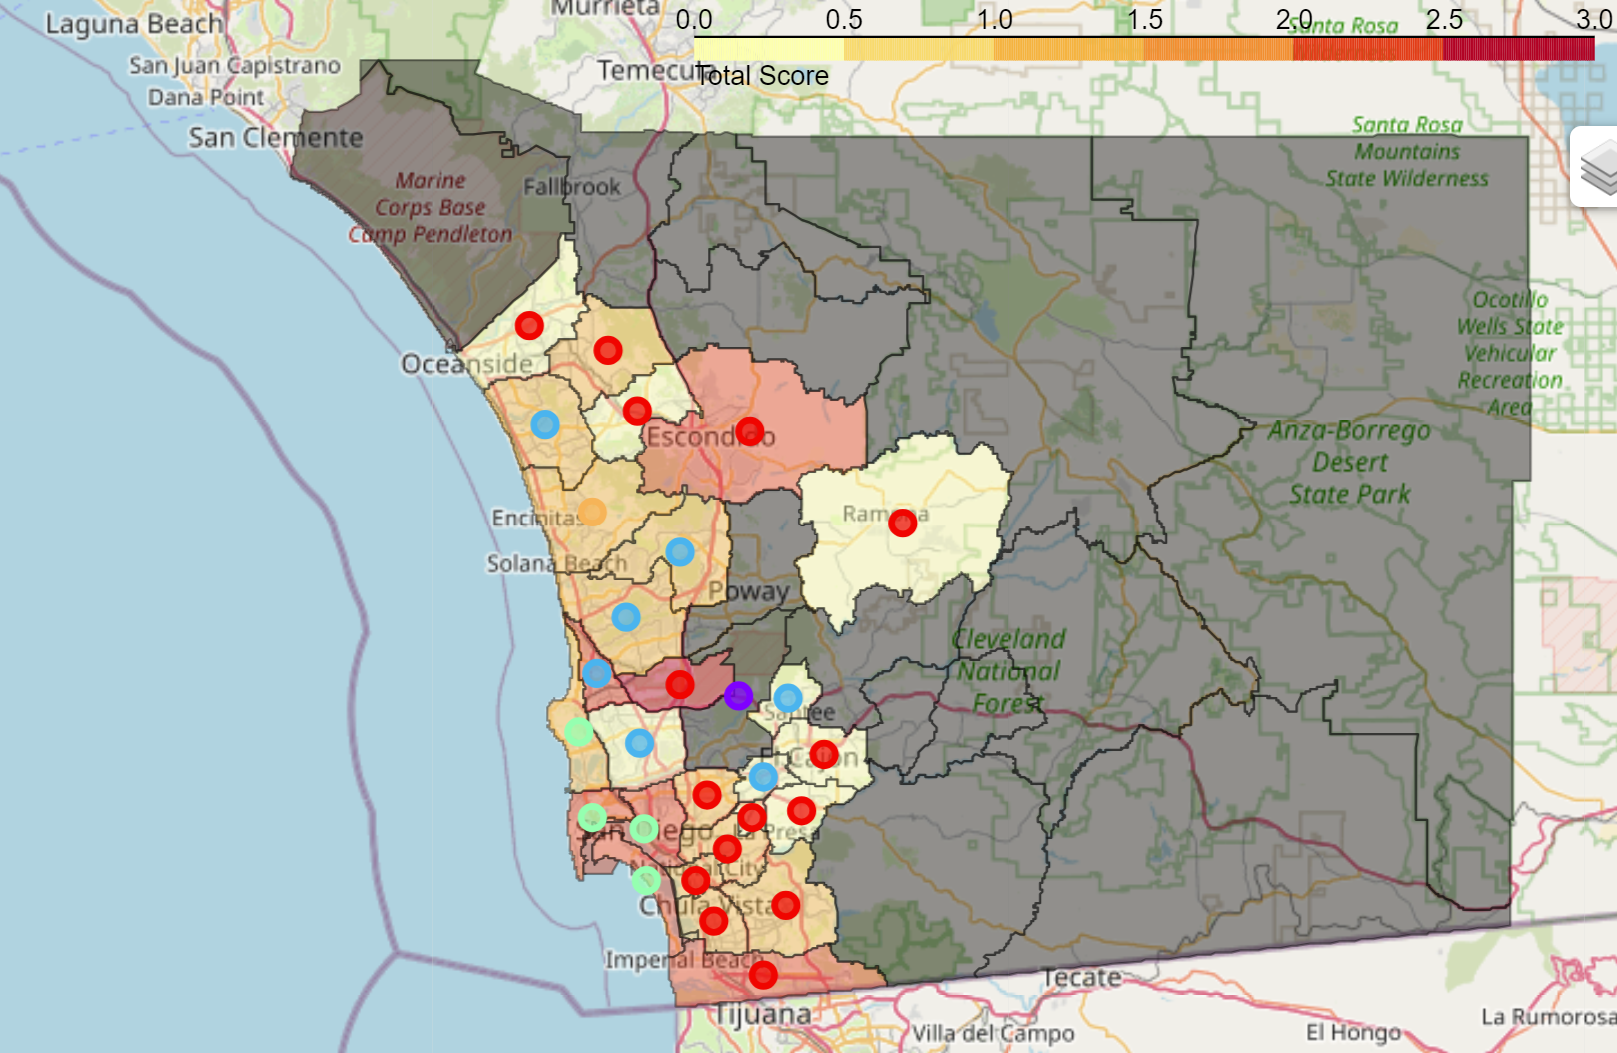 Murrieta
Laguna Beach
0.0 0.5 1.0 1.5 2.0 2.5 3.0
Santa Rosa
Wilderness
San Juan Capistrano
Temecula
Total Score
Dana Point
San Clemente
Santa Rosa
Mountains
State Wilderness
Marine
Corps Base
Camp Pendleton
Fallbrook
Ocotillo
Wells State
Vehicular
Recreation
Area
Oceanside
Escondido
Anza-Borrego
Desert
State Park
Encinitas
Ramona
Solana Beach
Poway
Cleveland
National
Forest
Santee
El Cajon
San Diego
La Presa
National City
Chula Vista
Imperial Beach
Tecate
Tijuana
Villa del Campo
El Hongo
La Rumorosa